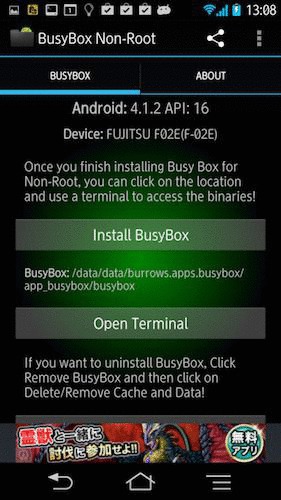 13:08
BusyBox Non-Root
BUSYBOX
ABOUT
Android: 4.1.2 API: 16
Device: FUJITSU F02E(F-02E)
Once you finish installing Busy Box for
Non-Root, you can click on the location
and use a terminal to access the binaries!
Install BusyBox
BusyBox: /data/data/burrows.apps.busybox/
app_busybox/busybox
Open Terminal
If you want to uninstall BusyBox, Click
Remove BusyBox and then click on
Delete/Remove Cache and Data!
霊獣と一緒に
討伐に参加せよ!!
無料
アプリ